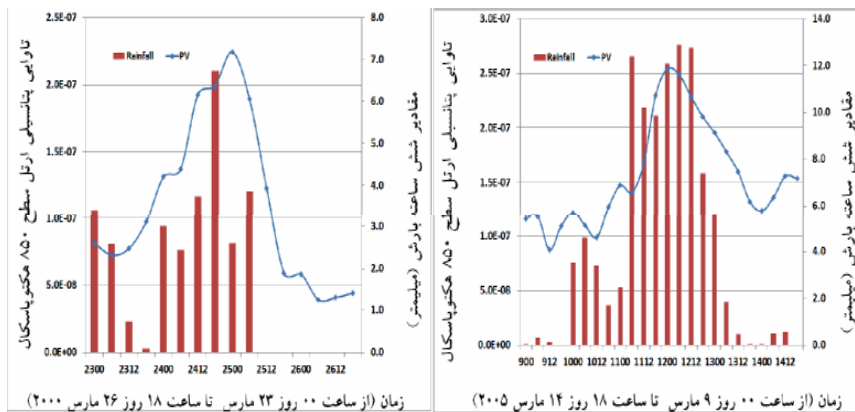 2.5E-07
2.0E-07
1.5E-07
1.0E-07
5.0E-08
0.0E+00
تاوایی پتانسیلی ارتل سطح ۸۵۰ هکتوپاسکال
Rainfall PV
8.0
7.0
6.0
5.0
4.0
3.0
2.0
1.0
0.0
مقادیر شش ساعته بارش (میلیمتر)
2300 2312 2400 2412 2500 2512 2600 2612
زمان (از ساعت ۰۰ روز ۲۳ مارس تا ساعت ۱۸ روز ۲۶ مارس ۲۰۰۰)
3.0E-07
2.5E-07
2.0E-07
1.5E-07
1.0E-07
5.0E-08
0.0E+00
تاوایی پتانسیلی ارتل سطح ۸۵۰ هکتوپاسکال
Rainfall PV
14.0
12.0
10.0
8.0
6.0
4.0
2.0
0.0
مقادیر شش ساعته بارش (میلیمتر)
900 912 1000 1012 1100 1112 1200 1212 1300 1312 1400 1412
زمان (از ساعت ۰۰ روز ۹ مارس تا ساعت ۱۸ روز ۱۴ مارس ۲۰۰۵)